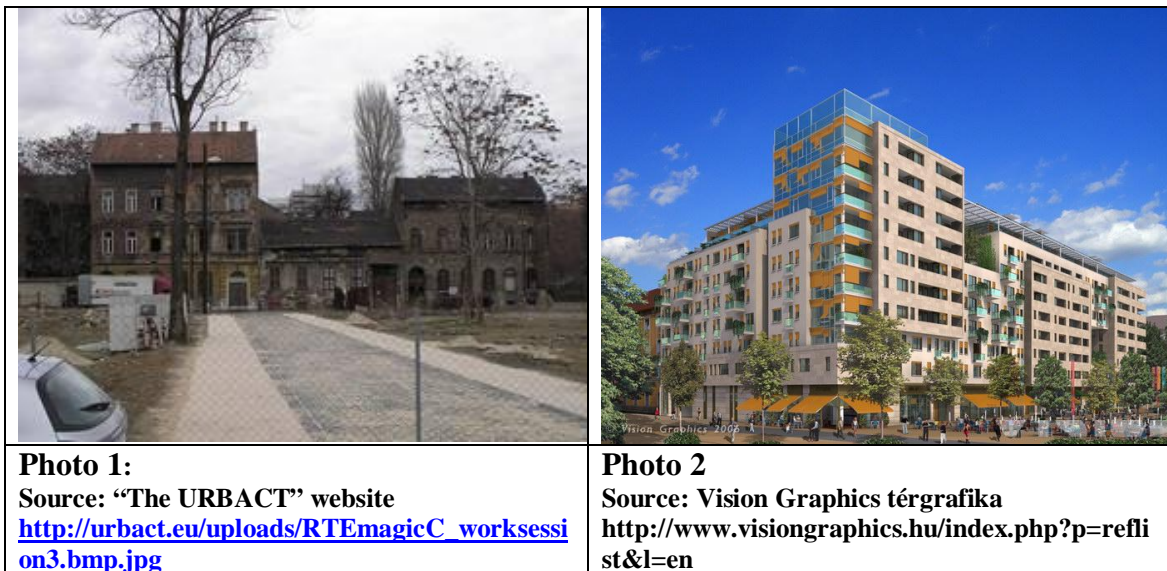 © Vision Graphics 2006
Photo 1:
Source: “The URBACT” website
http://urbact.eu/uploads/RTEmagicC_worksessi
on3.bmp.jpg
Photo 2
Source: Vision Graphics térgrafika
http://www.visiongraphics.hu/index.php?p=refli
st&l=en